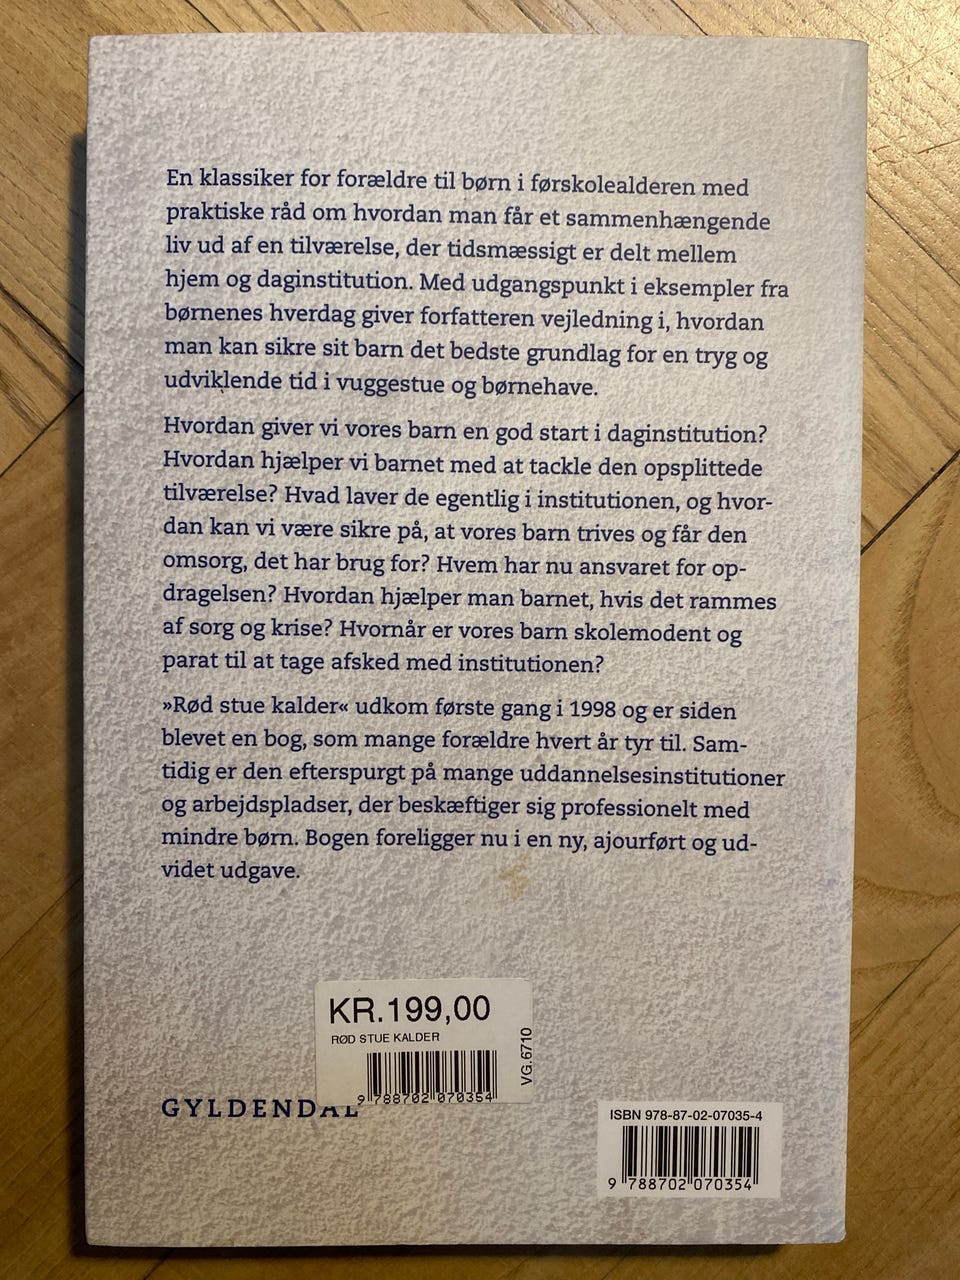 En klassiker for forældre til børn i førskolealderen med
praktiske råd om hvordan man får et sammenhængende
liv ud af en tilværelse, der tidsmæssigt er delt mellem
hjem og daginstitution. Med udgangspunkt i eksempler fra
børnenes hverdag giver forfatteren vejledning i, hvordan
man kan sikre sit barn det bedste grundlag for en tryg og
udviklende tid i vuggestue og børnehave.
Hvordan giver vi vores barn en god start i daginstitution?
Hvordan hjælper vi barnet med at tackle den opsplittede
tilværelse? Hvad laver de egentlig i institutionen, og hvor-
dan kan vi være sikre på, at vores barn trives og får den
omsorg, det har brug for? Hvem har nu ansvaret for op-
dragelsen? Hvordan hjælper man barnet, hvis det rammes
af sorg og krise? Hvornår er vores barn skolemodent og
parat til at tage afsked med institutionen?
»Rød stue kalder« udkom første gang i 1998 og er siden
blevet en bog, som mange forældre hvert år tyr til. Sam-
tidig er den efterspurgt på mange uddannelsesinstitutioner
og arbejdspladser, der beskæftiger sig professionelt med
mindre børn. Bogen foreligger nu i en ny, ajourført og ud-
videt udgave.
KR.199,00
RØD STUE KALDER
VG.6710
9 788702 070354
GYLDENDAL
ISBN 978-87-02-07035-4
9 788702 070354